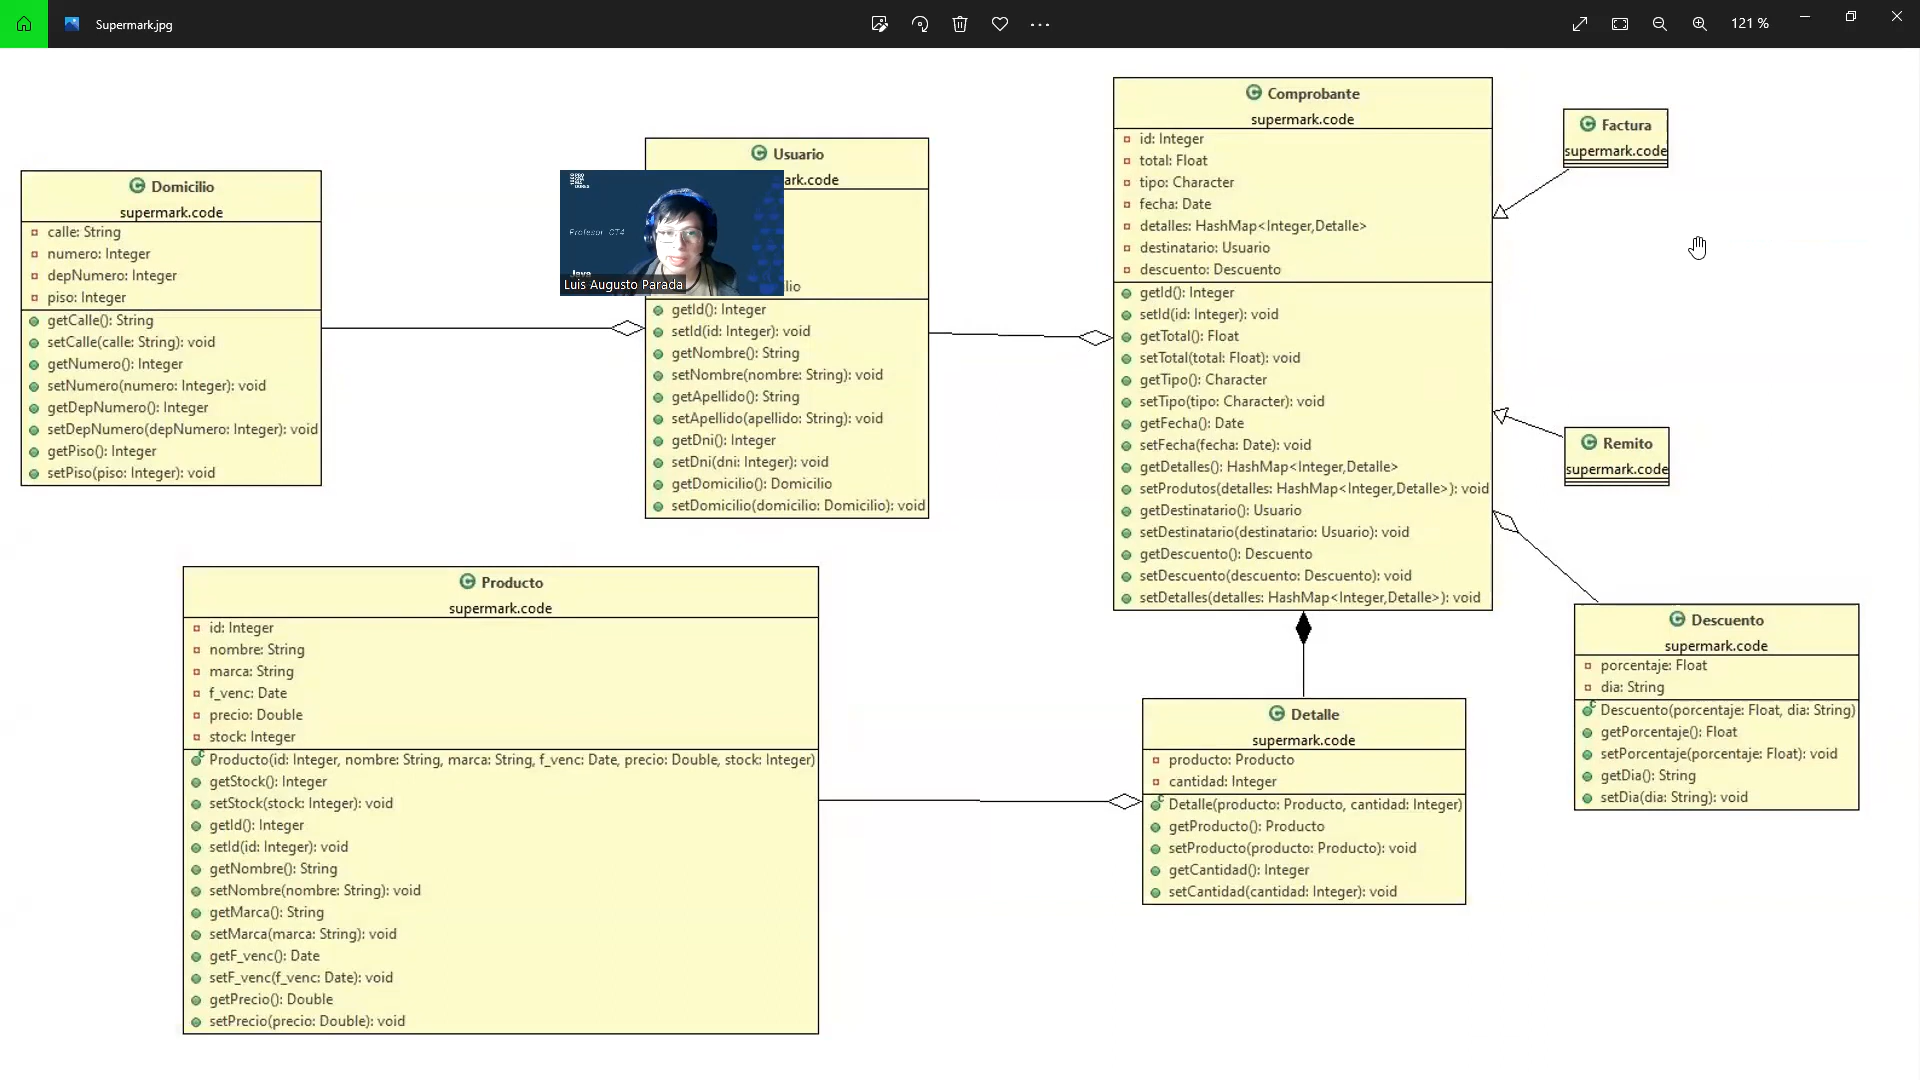 Supermark.jpg
121 %
Domicilio
supermark.code
calle: String
numero: Integer
depNumero: Integer
piso: Integer
getCalle(): String
setCalle(calle: String): void
getNumero(): Integer
setNumero(numero: Integer): void
getDepNumero(): Integer
setDepNumero(depNumero: Integer): void
getPiso(): Integer
setPiso(piso: Integer): void
Usuario
ark.code
Profesor CT4
Java
Luis Augusto Parada
ilio
getId(): Integer
setId(id: Integer): void
getNombre(): String
setNombre(nombre: String): void
getApellido(): String
setApellido(apellido: String): void
getDni(): Integer
setDni(dni: Integer): void
getDomicilio(): Domicilio
setDomicilio(domicilio: Domicilio): void
Comprobante
supermark.code
id: Integer
total: Float
tipo: Character
fecha: Date
detalles: HashMap<Integer,Detalle>
destinatario: Usuario
descuento: Descuento
getId(): Integer
setId(id: Integer): void
getTotal(): Float
setTotal(total: Float): void
getTipo(): Character
setTipo(tipo: Character): void
getFecha(): Date
setFecha(fecha: Date): void
getDetalles(): HashMap<Integer,Detalle>
setProdutos(detalles: HashMap<Integer,Detalle>): void
getDestinatario(): Usuario
setDestinatario(destinatario: Usuario): void
getDescuento(): Descuento
setDescuento(descuento: Descuento): void
setDetalles(detalles: HashMap<Integer,Detalle>): void
Factura
supermark.code
Remito
supermark.code
Producto
supermark.code
id: Integer
nombre: String
marca: String
f_venc: Date
precio: Double
stock: Integer
Producto(id: Integer, nombre: String, marca: String, f_venc: Date, precio: Double, stock: Integer)
getStock(): Integer
setStock(stock: Integer): void
getId(): Integer
setId(id: Integer): void
getNombre(): String
setNombre(nombre: String): void
getMarca(): String
setMarca(marca: String): void
getF_venc(): Date
setF_venc(f_venc: Date): void
getPrecio(): Double
setPrecio(precio: Double): void
Detalle
supermark.code
producto: Producto
cantidad: Integer
Detalle(producto: Producto, cantidad: Integer)
getProducto(): Producto
setProducto(producto: Producto): void
getCantidad(): Integer
setCantidad(cantidad: Integer): void
Descuento
supermark.code
porcentaje: Float
dia: String
Descuento(porcentaje: Float, dia: String)
getPorcentaje(): Float
setPorcentaje(porcentaje: Float): void
getDia(): String
setDia(dia: String): void